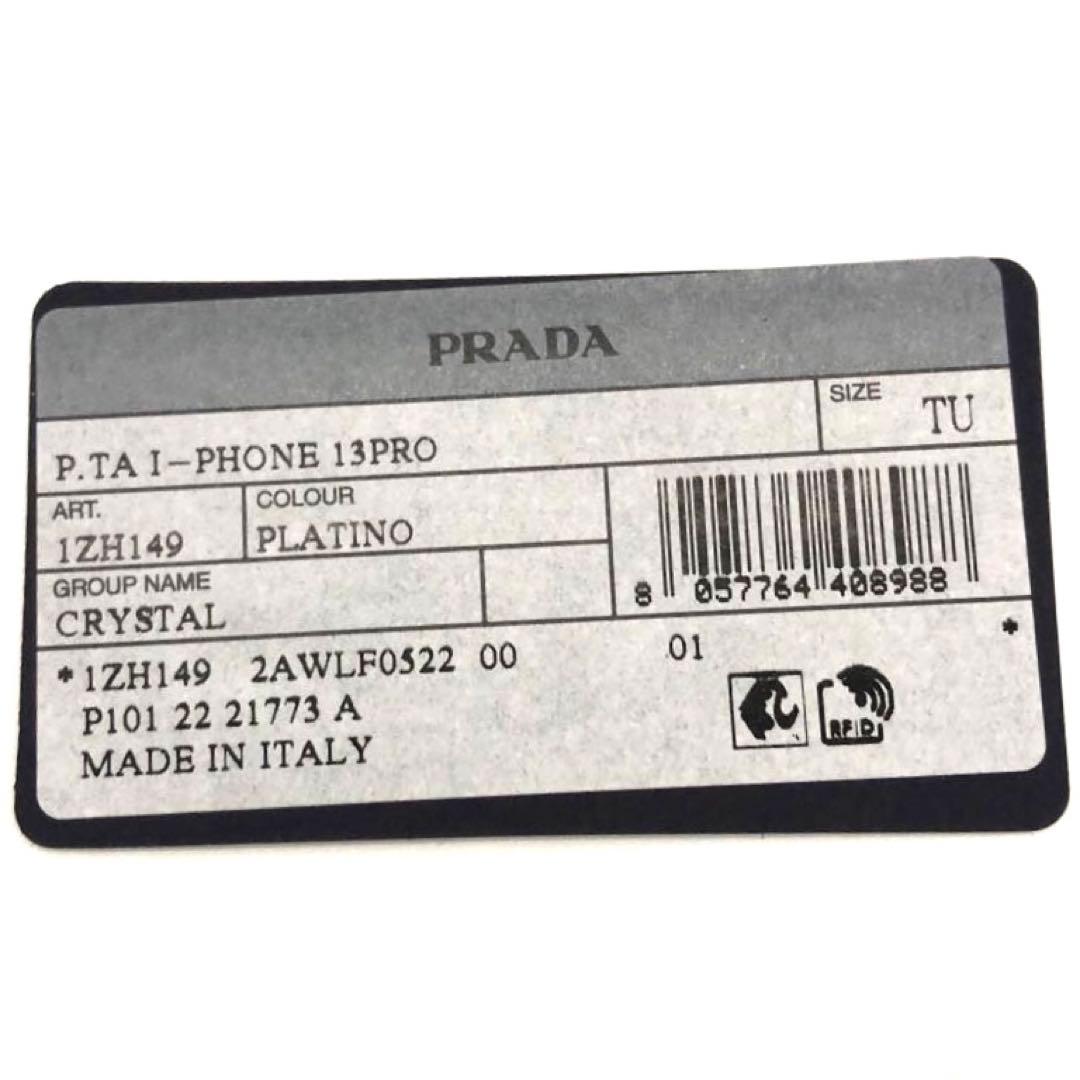 PRADA
P.TA I-PHONE 13PRO
SIZE
TU
ART.
1ZH149
COLOUR
PLATINO
GROUP NAME
CRYSTAL
8 057764 408988
*1ZH149 2AWLF0522 00 01 *
P101 22 21773 A
MADE IN ITALY
RFID